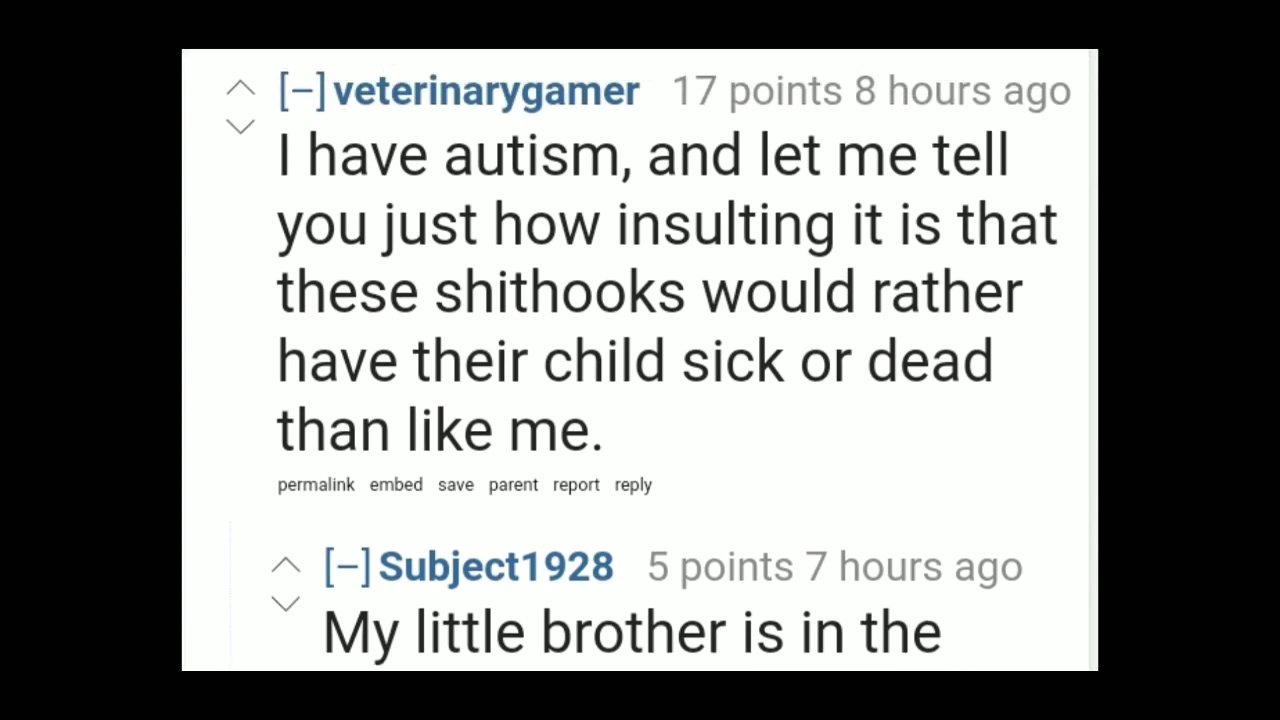 [–] veterinarygamer 17 points 8 hours ago
I have autism, and let me tell
you just how insulting it is that
these shithooks would rather
have their child sick or dead
than like me.
permalink embed save parent report reply
[–] Subject1928 5 points 7 hours ago
My little brother is in the